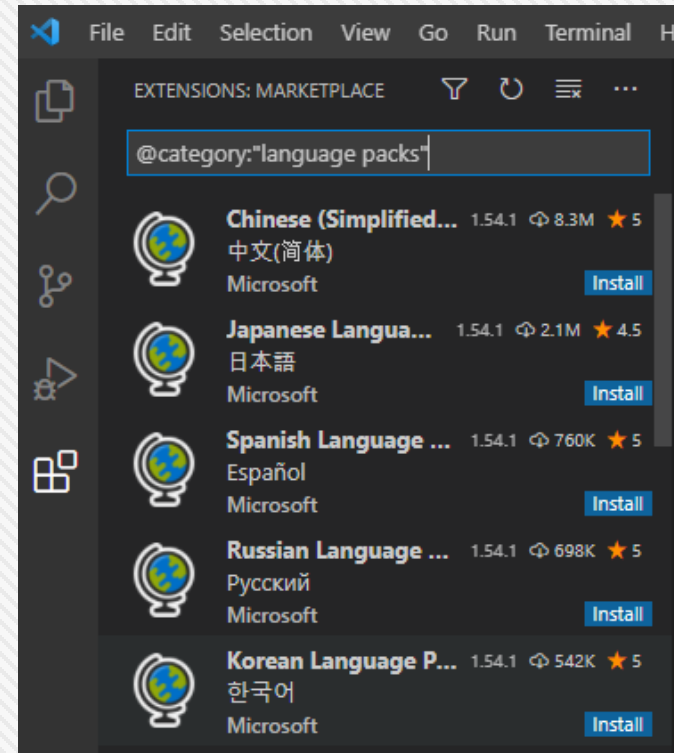 File Edit Selection View Go Run Terminal H
EXTENSIONS: MARKETPLACE ...
@category:"language packs"
Chinese (Simplified... 1.54.1 8.3M ★ 5
中文(简体)
Microsoft Install
Japanese Langua... 1.54.1 2.1M ★ 4.5
日本語
Microsoft Install
Spanish Language ... 1.54.1 760K ★ 5
Español
Microsoft Install
Russian Language ... 1.54.1 698K ★ 5
Русский
Microsoft Install
Korean Language P... 1.54.1 542K ★ 5
한국어
Microsoft Install